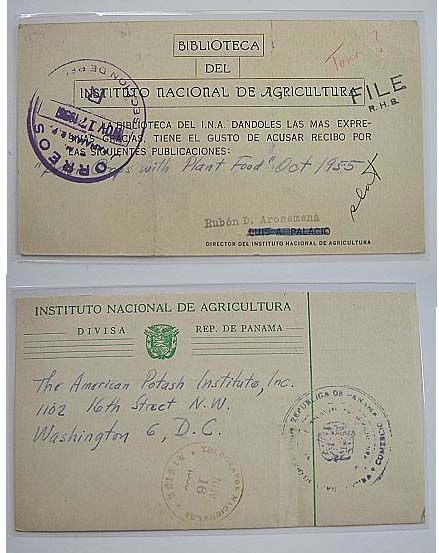 BIBLIOTECA
DEL
INSTITUTO NACIONAL DE AGRICULTURA
FILE
R.H.S.
LA BIBLIOTECA DEL I.N.A. DANDOLES LAS MAS EXPRE-
GRACIAS, TIENE EL GUSTO DE ACUSAR RECIBO POR
LAS SIGUIENTES PUBLICACIONES:
with Plant Food" Oct 1955
Rubén D. Arosemena
LUIS A. PALACIO
DIRECTOR DEL INSTITUTO NACIONAL DE AGRICULTURA
CORREOS
NOV 17 195
INSTITUTO NACIONAL DE AGRICULTURA
DIVISA REP. DE PANAMA
The American Potash Institute, Inc.
1102 16th Street N.W.
Washington 6, D.C.
TELEGRAFOS NACIONALES
NOV
16
REPUBLICA DE PANAMA